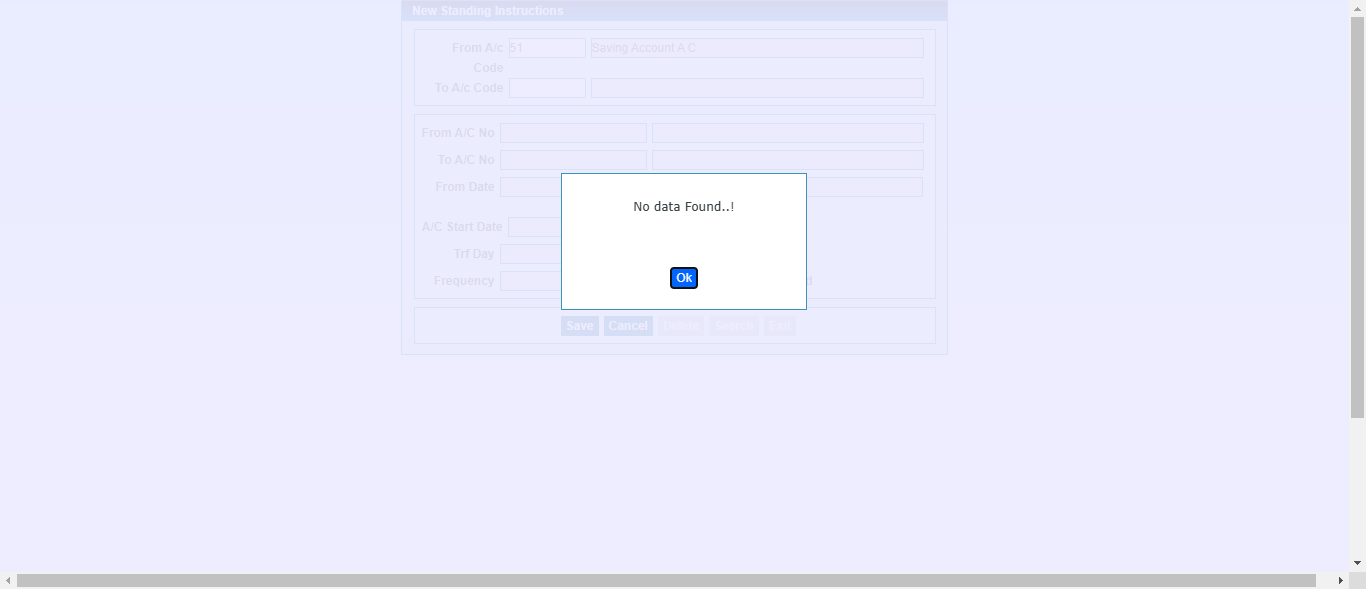 New Standing Instructions
From A/c Code 51 Saving Account A C
To A/c Code
From A/C No
To A/C No
From Date
No data Found..!
A/C Start Date
Trf Day
Frequency
Ok
Save Cancel Delete Search Exit